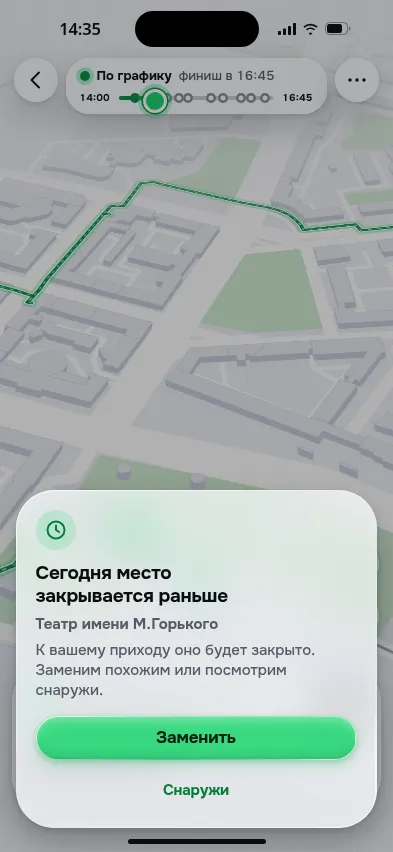 14:35
По графику финиш в 16:45
14:00 16:45
Сегодня место
закрывается раньше
Театр имени М.Горького
К вашему приходу оно будет закрыто.
Заменим похожим или посмотрим
снаружи.
Заменить
Снаружи